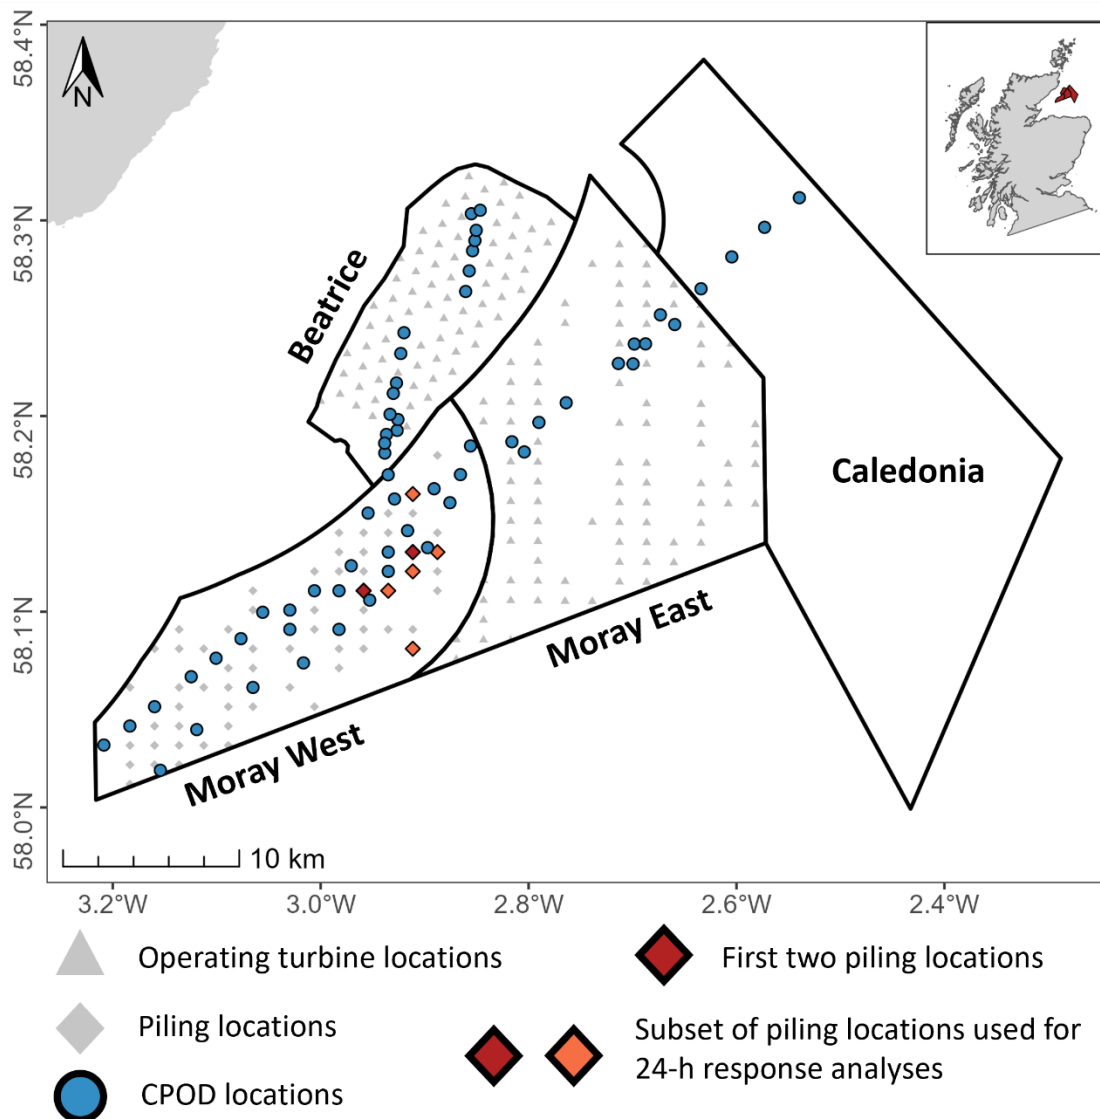 58.4°N
N
58.3°N
Beatrice
58.2°N
Caledonia
58.1°N
Moray East
Moray West
58.0°N
10 km
3.2°W 3.0°W 2.8°W 2.6°W 2.4°W
Operating turbine locations
First two piling locations
Piling locations
Subset of piling locations used for
24-h response analyses
CPOD locations